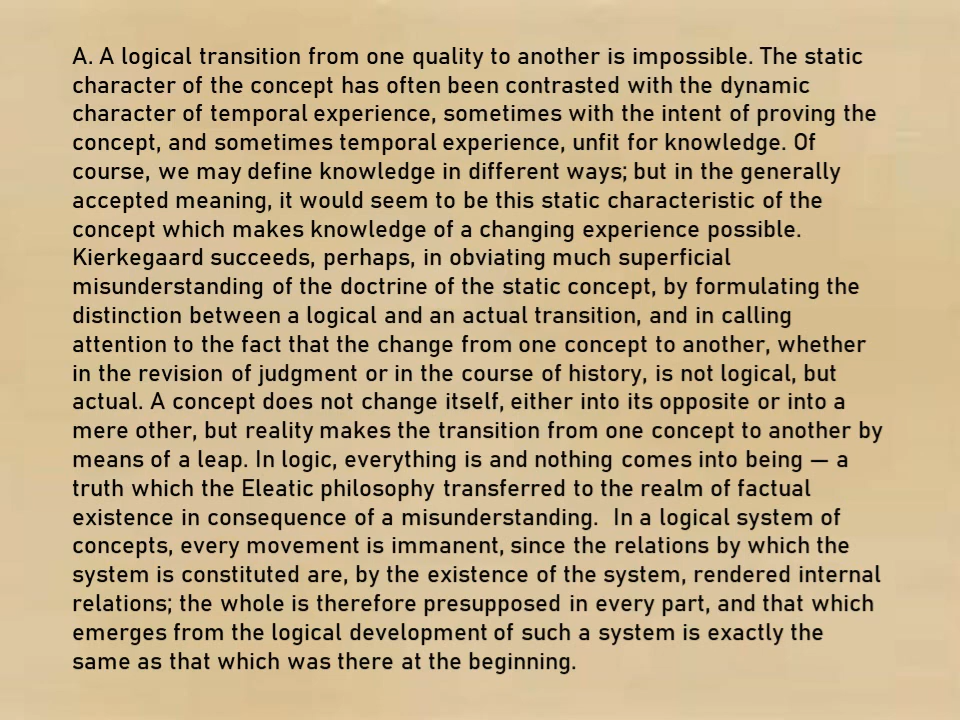 A. A logical transition from one quality to another is impossible. The static
character of the concept has often been contrasted with the dynamic
character of temporal experience, sometimes with the intent of proving the
concept, and sometimes temporal experience, unfit for knowledge. Of
course, we may define knowledge in different ways; but in the generally
accepted meaning, it would seem to be this static characteristic of the
concept which makes knowledge of a changing experience possible.
Kierkegaard succeeds, perhaps, in obviating much superficial
misunderstanding of the doctrine of the static concept, by formulating the
distinction between a logical and an actual transition, and in calling
attention to the fact that the change from one concept to another, whether
in the revision of judgment or in the course of history, is not logical, but
actual. A concept does not change itself, either into its opposite or into a
mere other, but reality makes the transition from one concept to another by
means of a leap. In logic, everything is and nothing comes into being — a
truth which the Eleatic philosophy transferred to the realm of factual
existence in consequence of a misunderstanding.  In a logical system of
concepts, every movement is immanent, since the relations by which the
system is constituted are, by the existence of the system, rendered internal
relations; the whole is therefore presupposed in every part, and that which
emerges from the logical development of such a system is exactly the
same as that which was there at the beginning.